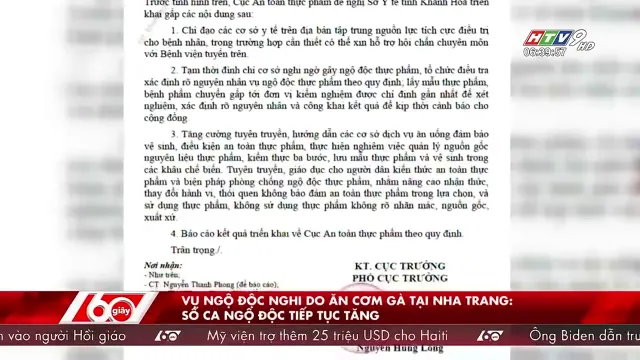 Trước tình hình trên, Cục An toàn thực phẩm đề nghị Sở Y tế tỉnh Khánh Hòa triển
khai gấp các nội dung sau:
1. Chỉ đạo các cơ sở y tế trên địa bàn tập trung nguồn lực tích cực điều trị
cho bệnh nhân, trong trường hợp cần thiết có thể xin hỗ trợ hội chẩn chuyên môn
với Bệnh viện tuyến trên.
2. Tạm thời đình chỉ cơ sở nghi ngờ gây ngộ độc thực phẩm, tổ chức điều tra
xác định rõ nguyên nhân vụ ngộ độc thực phẩm theo quy định; lấy mẫu thực phẩm,
bệnh phẩm chuyển gấp tới đơn vị kiểm nghiệm được chỉ định gần nhất để xét
nghiệm, xác định rõ nguyên nhân và công khai kết quả để kịp thời cảnh báo cho
cộng đồng
3. Tăng cường tuyên truyền, hướng dẫn các cơ sở dịch vụ ăn uống đảm bảo
vệ sinh, điều kiện an toàn thực phẩm, thực hiện nghiêm việc quản lý nguồn gốc
nguyên liệu thực phẩm, kiểm thực ba bước, lưu mẫu thực phẩm và vệ sinh trong
các khâu chế biến. Tuyên truyền, giáo dục cho người dân kiến thức an toàn thực
phẩm và biện pháp phòng chống ngộ độc thực phẩm, nhằm nâng cao nhận thức,
thay đổi hành vi, thói quen không bảo đảm an toàn thực phẩm trong lựa chọn, và
sử dụng thực phẩm, không sử dụng thực phẩm không rõ nhãn mác, nguồn gốc,
xuất xứ.
4. Báo cáo kết quả triển khai về Cục An toàn thực phẩm theo quy định.
Trân trọng./.
Nơi nhận:
- Như trên;
- CT Nguyễn Thanh Phong (để báo cáo);
KT. CỤC TRƯỞNG
PHÓ CỤC TRƯỞNG
Nguyễn Hùng Long
HTV9 HD
06:39:57
60 giây
VỤ NGỘ ĐỘC NGHI DO ĂN CƠM GÀ TẠI NHA TRANG:
SỐ CA NGỘ ĐỘC TIẾP TỤC TĂNG
n vào người Hồi giáo 60s Mỹ viện trợ thêm 25 triệu USD cho Haiti 60s Ông Biden dẫn tr